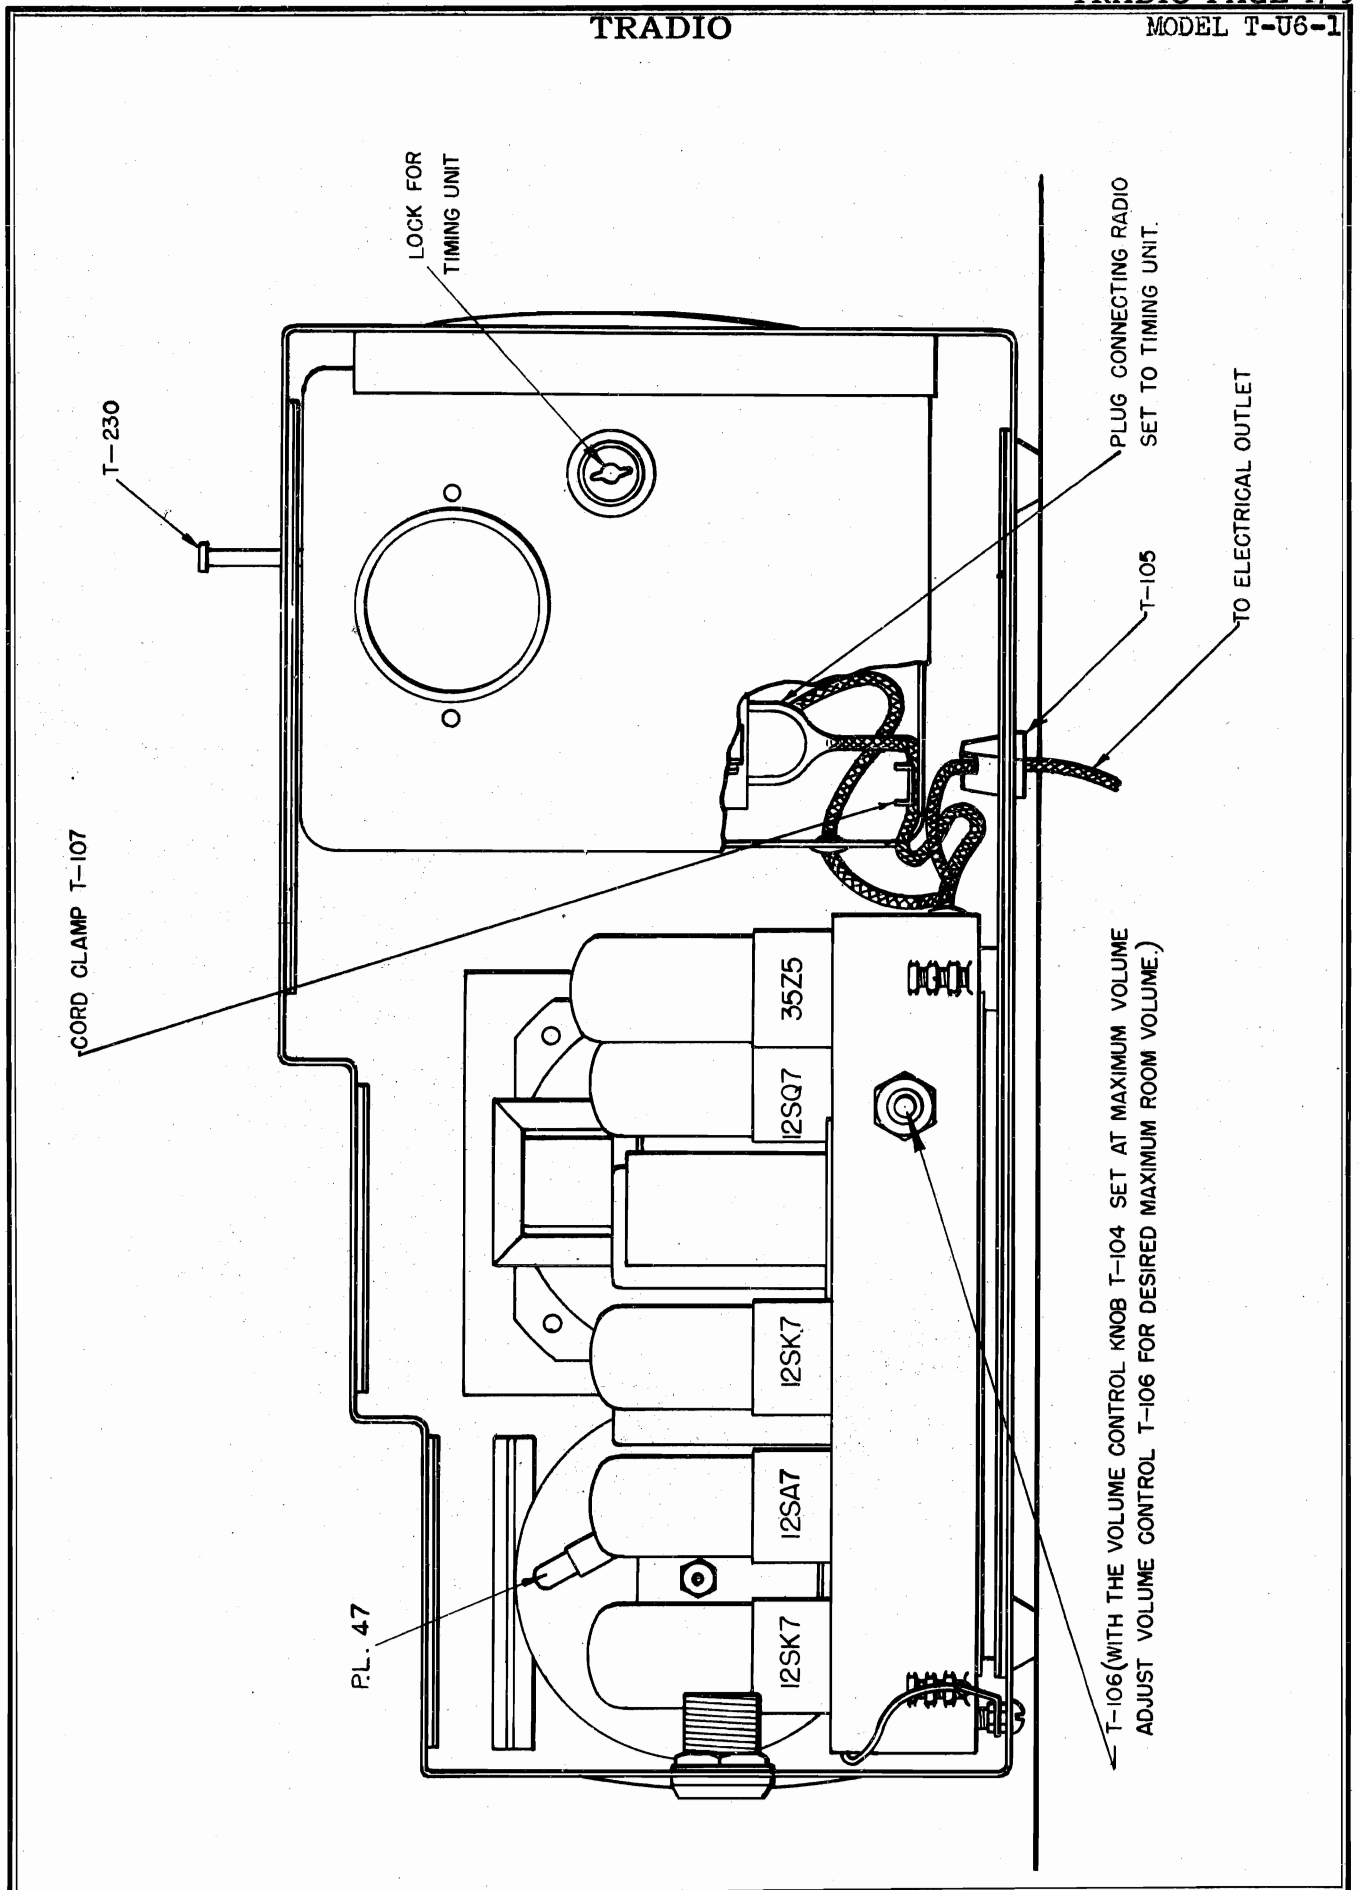 TRADIO
MODEL T-U6-1
CORD CLAMP T-107
T-230
LOCK FOR
TIMING UNIT
P.L. 47
12SK7
12SA7
12SK7
12SQ7
35Z5
PLUG CONNECTING RADIO
SET TO TIMING UNIT.
T-105
TO ELECTRICAL OUTLET
T-106 (WITH THE VOLUME CONTROL KNOB T-104 SET AT MAXIMUM VOLUME
ADJUST VOLUME CONTROL T-106 FOR DESIRED MAXIMUM ROOM VOLUME.)